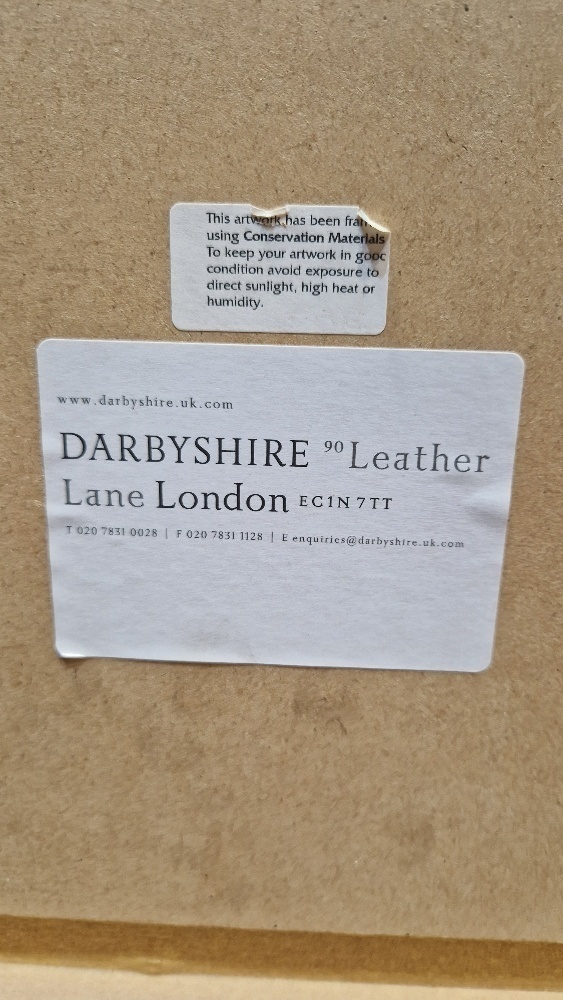 This artwork has been
using Conservation Materials
To keep your artwork in good
condition avoid exposure to
direct sunlight, high heat or
humidity.
www.darbyshire.uk.com
DARBYSHIRE 90 Leather
Lane London EC1N 7TT
T 020 7831 0028 | F 020 7831 1128 | E enquiries@darbyshire.uk.com